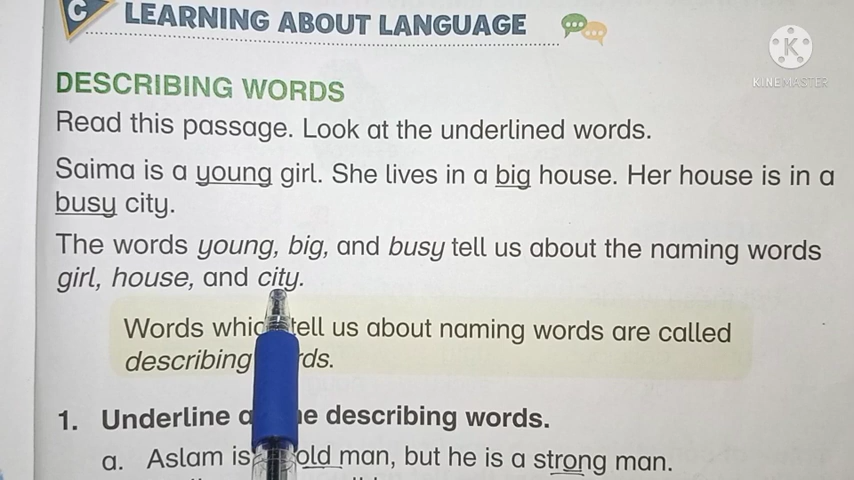 C LEARNING ABOUT LANGUAGE
KINEMASTER
DESCRIBING WORDS
Read this passage. Look at the underlined words.
Saima is a young girl. She lives in a big house. Her house is in a
busy city.
The words young, big, and busy tell us about the naming words
girl, house, and city.
Words which tell us about naming words are called
describing words.
1. Underline the describing words.
a. Aslam is old man, but he is a strong man.